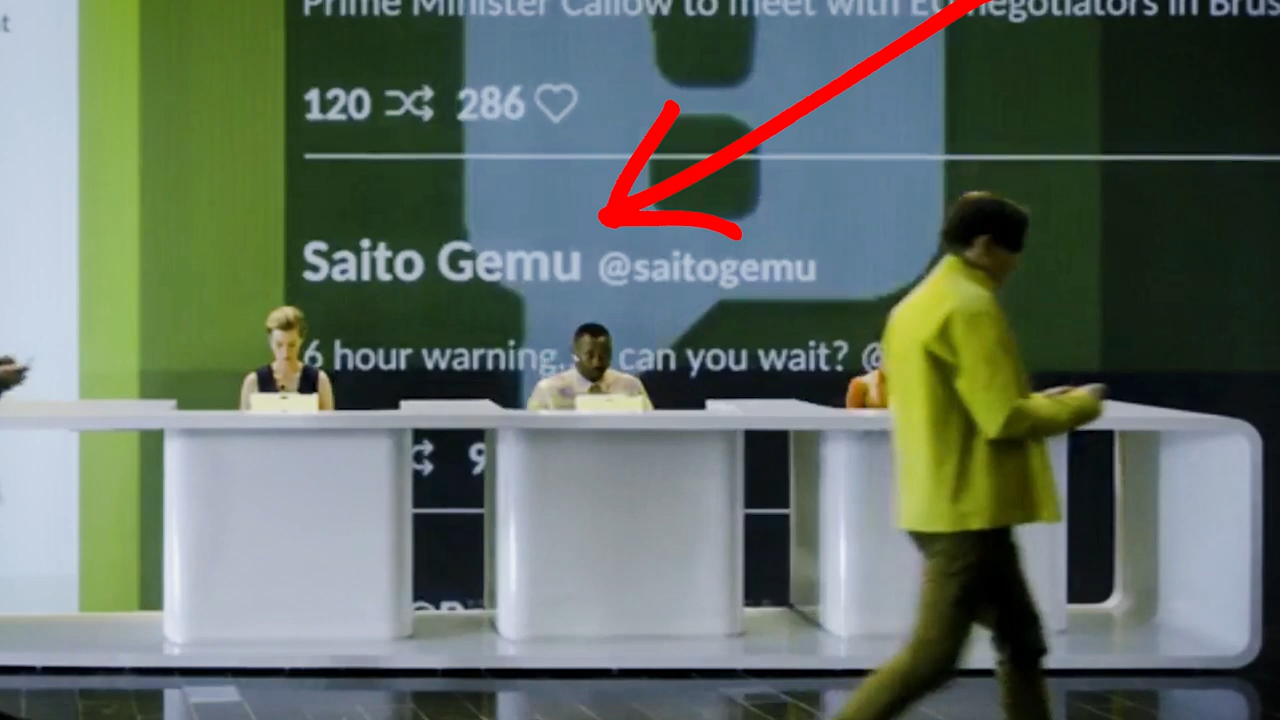 Prime Minister Callow to meet with EU negotiators in Brus
120 286
Saito Gemu @saitogemu
6 hour warning, can you wait? @
9